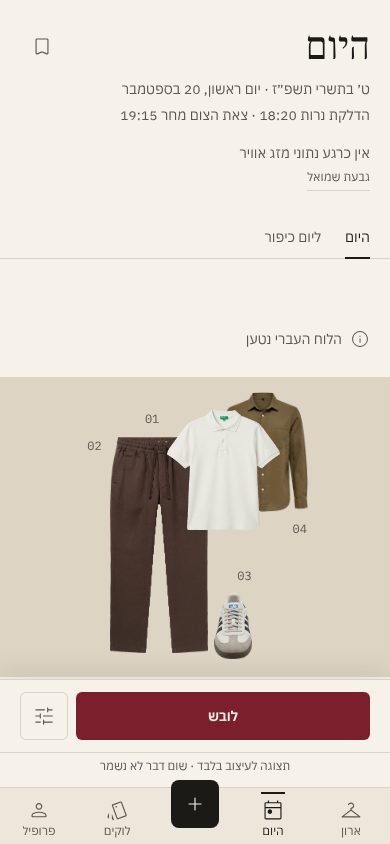 היום
ט׳ בתשרי תשפ״ז · יום ראשון, 20 בספטמבר
הדלקת נרות 18:20 · צאת הצום מחר 19:15
אין כרגע נתוני מזג אוויר
גבעת שמואל
היום
ליום כיפור
הלוח העברי נטען
01
02
04
03
לובש
תצוגה לעיצוב בלבד · שום דבר לא נשמר
ארון
היום
לוקים
פרופיל